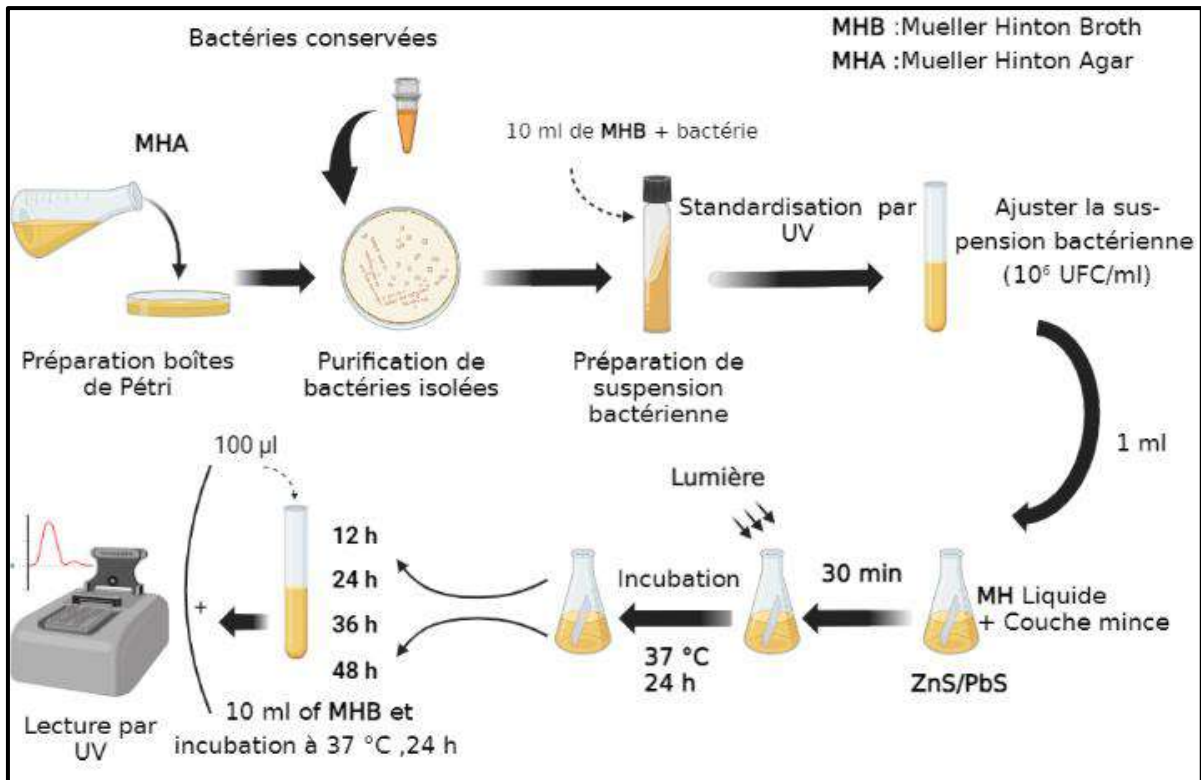 Bactéries conservées
MHB :Mueller Hinton Broth
MHA :Mueller Hinton Agar
MHA
10 ml de MHB + bactérie
Standardisation par
UV
Ajuster la sus-
pension bactérienne
(10⁶ UFC/ml)
Préparation boîtes
de Pétri
Purification de
bactéries isolées
Préparation de
suspension
bactérienne
1 ml
MH Liquide
+ Couche mince
ZnS/PbS
30 min
Lumière
Incubation
37 °C
24 h
12 h
24 h
36 h
48 h
100 µl
+
10 ml of MHB et
incubation à 37 °C ,24 h
Lecture par
UV